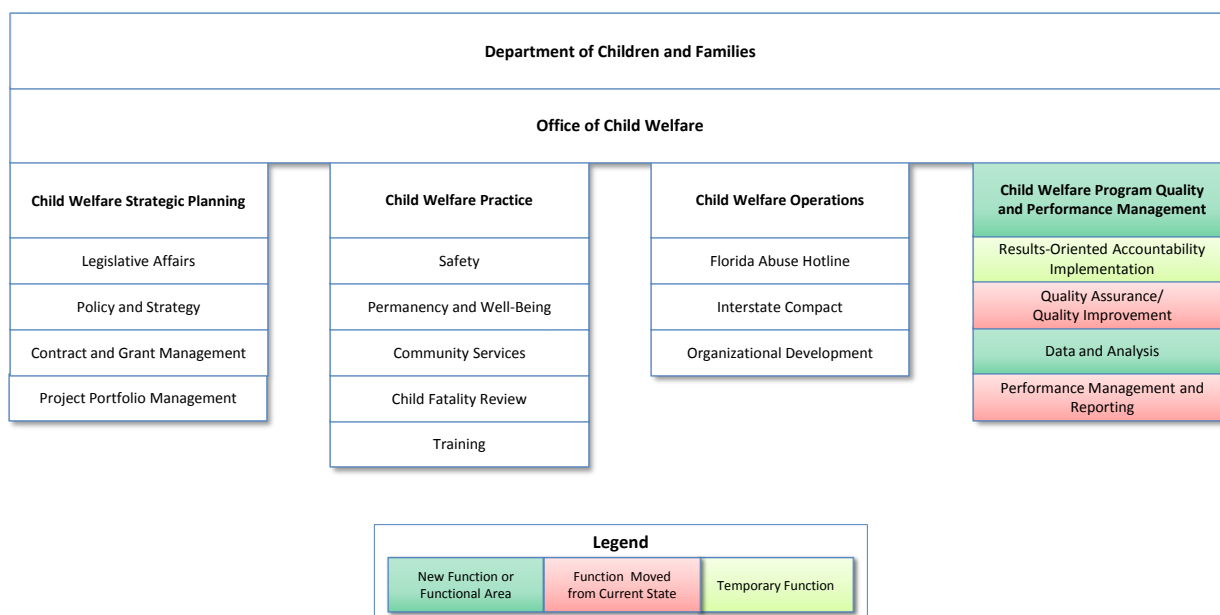 Department of Children and Families
Office of Child Welfare
Child Welfare Strategic Planning
Legislative Affairs
Policy and Strategy
Contract and Grant Management
Project Portfolio Management
Child Welfare Practice
Safety
Permanency and Well-Being
Community Services
Child Fatality Review
Training
Child Welfare Operations
Florida Abuse Hotline
Interstate Compact
Organizational Development
Child Welfare Program Quality
and Performance Management
Results-Oriented Accountability
Implementation
Quality Assurance/
Quality Improvement
Data and Analysis
Performance Management and
Reporting
Legend
New Function or
Functional Area
Function Moved
from Current State
Temporary Function